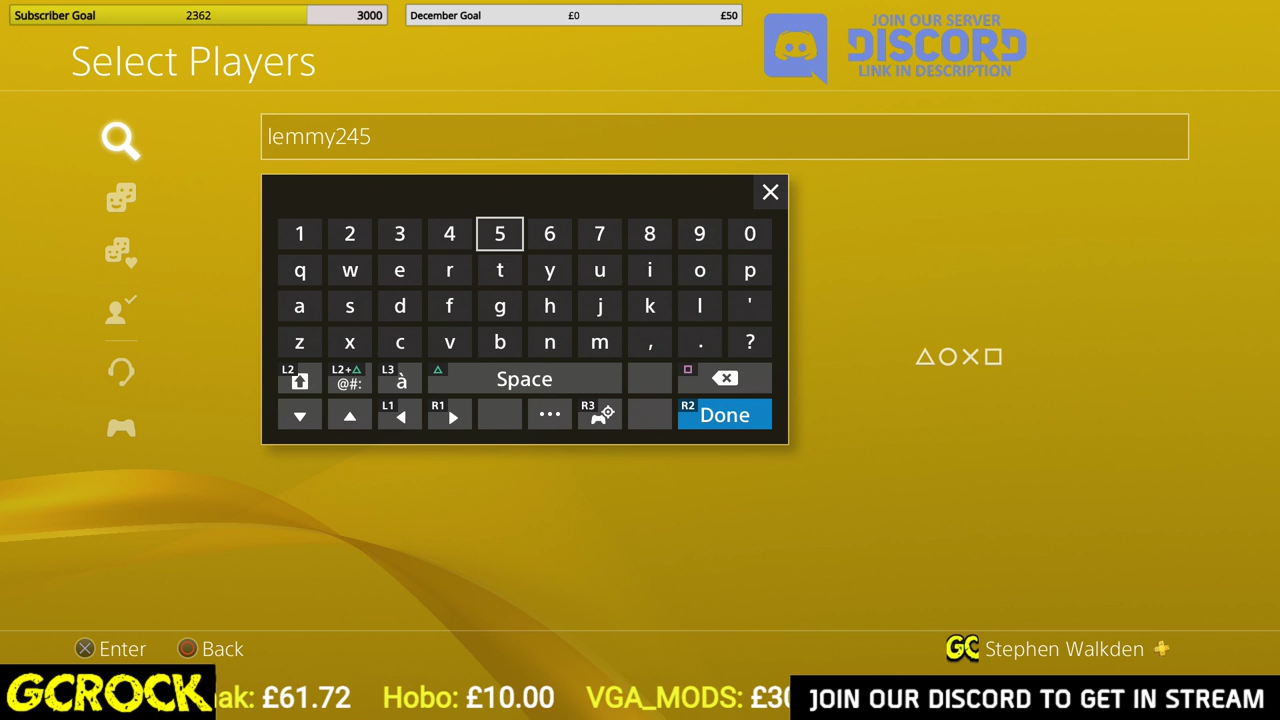 Subscriber Goal 2362 3000 December Goal £0 £50
JOIN OUR SERVER
DISCORD
LINK IN DESCRIPTION
Select Players
lemmy245
1 2 3 4 5 6 7 8 9 0
q w e r t y u i o p
a s d f g h j k l '
z x c v b n m , . ?
L2 L2+△ @#: L3 à △ Space
L1 R1 ... R3 R2 Done
Enter Back GC Stephen Walkden
GCROCK ak: £61.72 Hobo: £10.00 VGA_MODS: JOIN OUR DISCORD TO GET IN STREAM